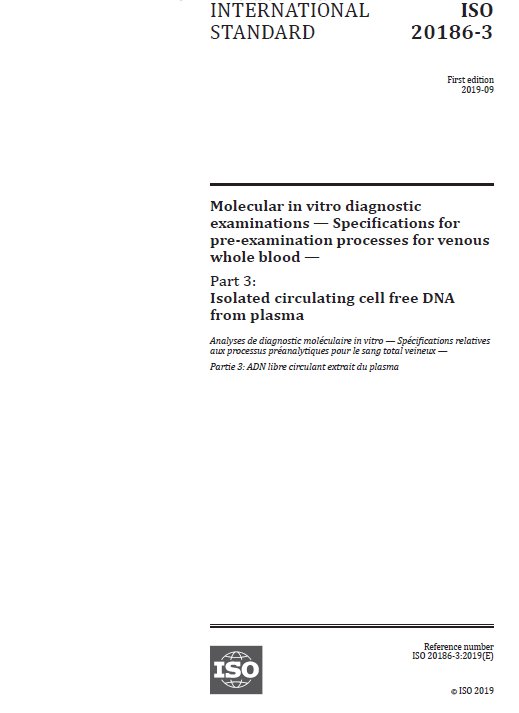 INTERNATIONAL ISO
STANDARD 20186-3
First edition
2019-09
Molecular in vitro diagnostic
examinations — Specifications for
pre-examination processes for venous
whole blood —
Part 3:
Isolated circulating cell free DNA
from plasma
Analyses de diagnostic moléculaire in vitro — Spécifications relatives
aux processus préanalytiques pour le sang total veineux —
Partie 3: ADN libre circulant extrait du plasma
Reference number
ISO 20186-3:2019(E)
ISO
© ISO 2019